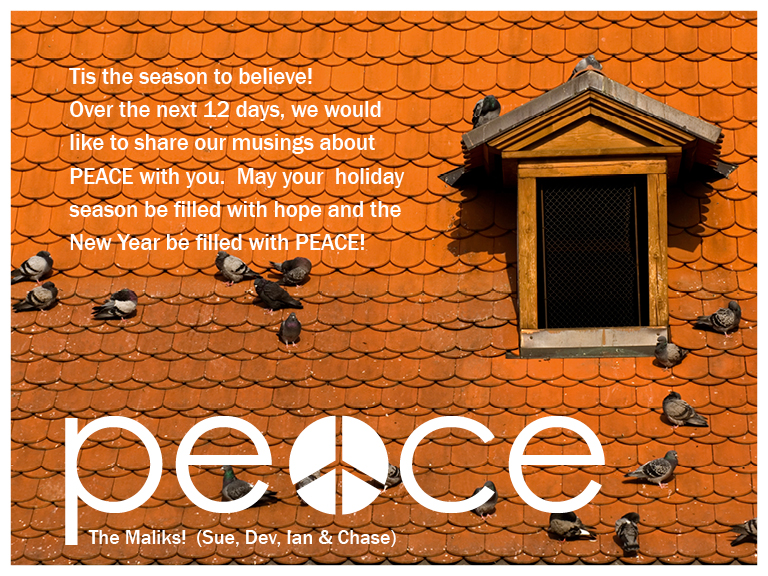 Tis the season to believe!
Over the next 12 days, we would
like to share our musings about
PEACE with you.  May your  holiday
season be filled with hope and the
New Year be filled with PEACE!
peace
The Maliks!  (Sue, Dev, Ian & Chase)